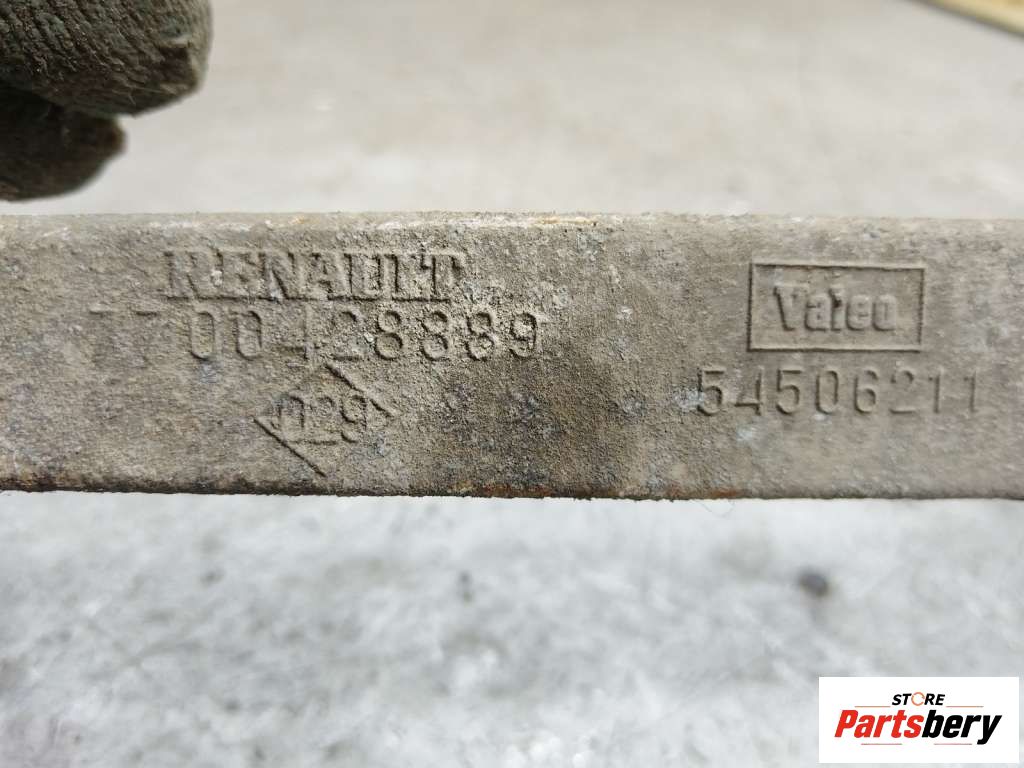 RENAULT
7700428889
029
Valeo
54506211
STORE
Partsbery